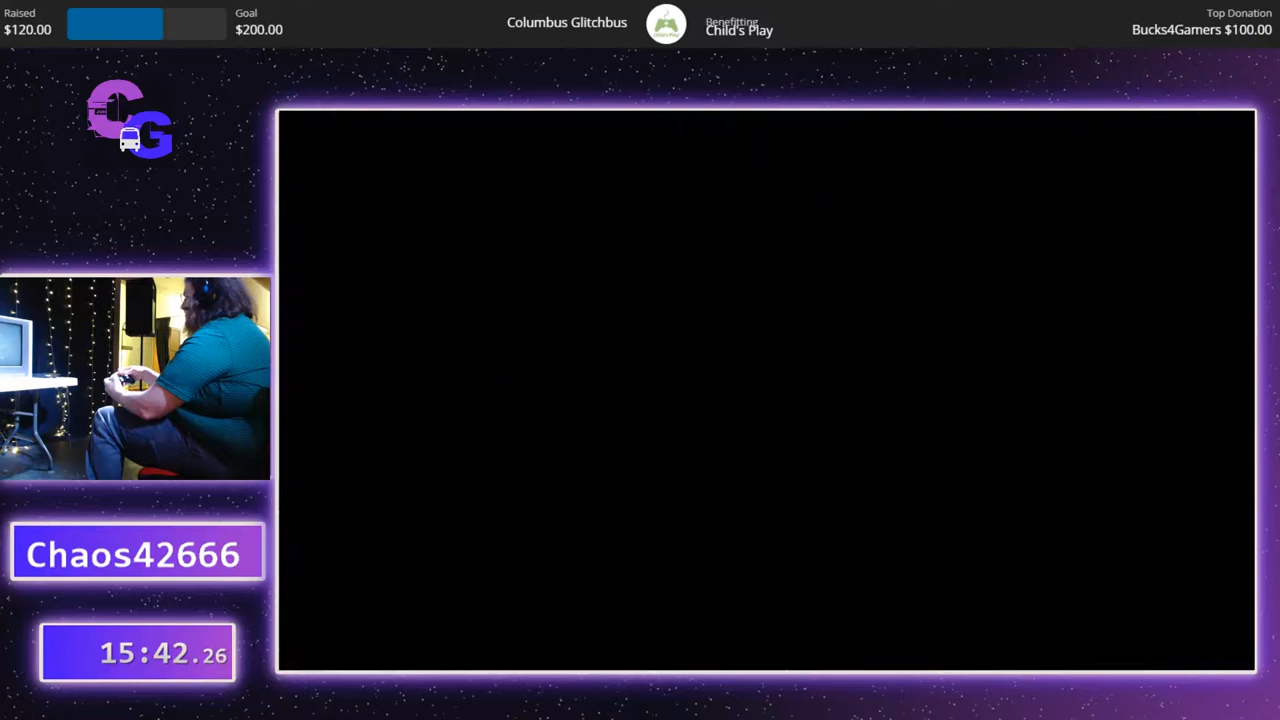 Raised
$120.00
Goal
$200.00
Columbus Glitchbus
Benefitting
Child's Play
Top Donation
Bucks4Gamers $100.00
CG
Chaos42666
15:42.26